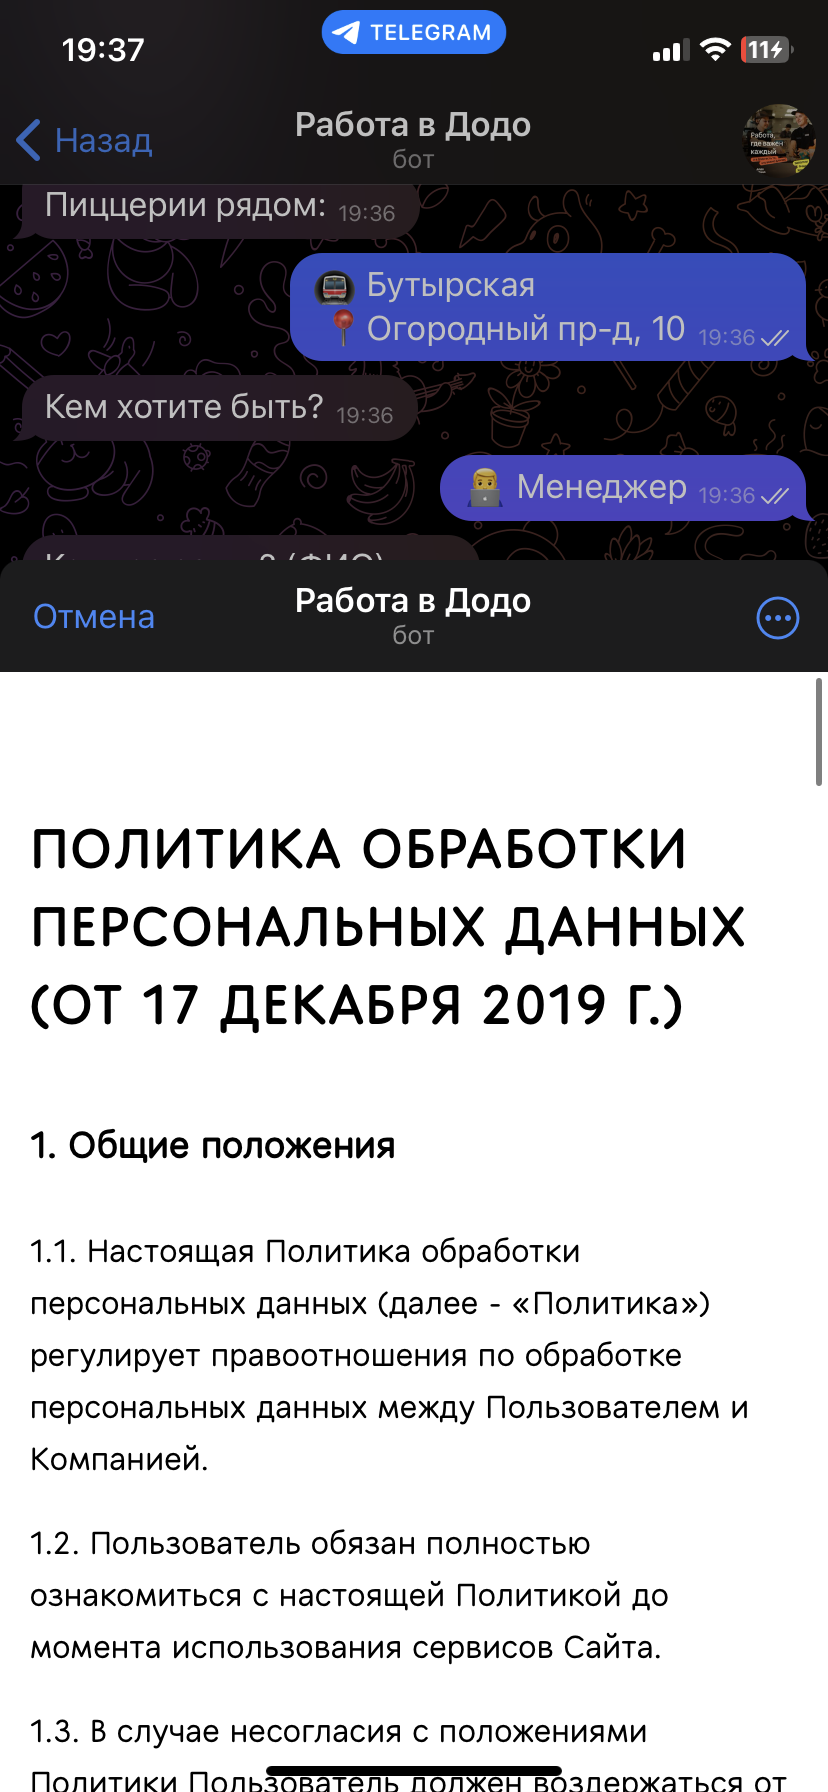 19:37
TELEGRAM
11
Назад
Работа в Додо
бот
Работа,
где важен
каждый
Пиццерии рядом: 19:36
Бутырская
Огородный пр-д, 10 19:36
Кем хотите быть? 19:36
Менеджер 19:36
Отмена
Работа в Додо
бот
ПОЛИТИКА ОБРАБОТКИ
ПЕРСОНАЛЬНЫХ ДАННЫХ
(ОТ 17 ДЕКАБРЯ 2019 Г.)
1. Общие положения
1.1. Настоящая Политика обработки
персональных данных (далее - «Политика»)
регулирует правоотношения по обработке
персональных данных между Пользователем и
Компанией.
1.2. Пользователь обязан полностью
ознакомиться с настоящей Политикой до
момента использования сервисов Сайта.
1.3. В случае несогласия с положениями
Политики Пользователь должен воздержаться от